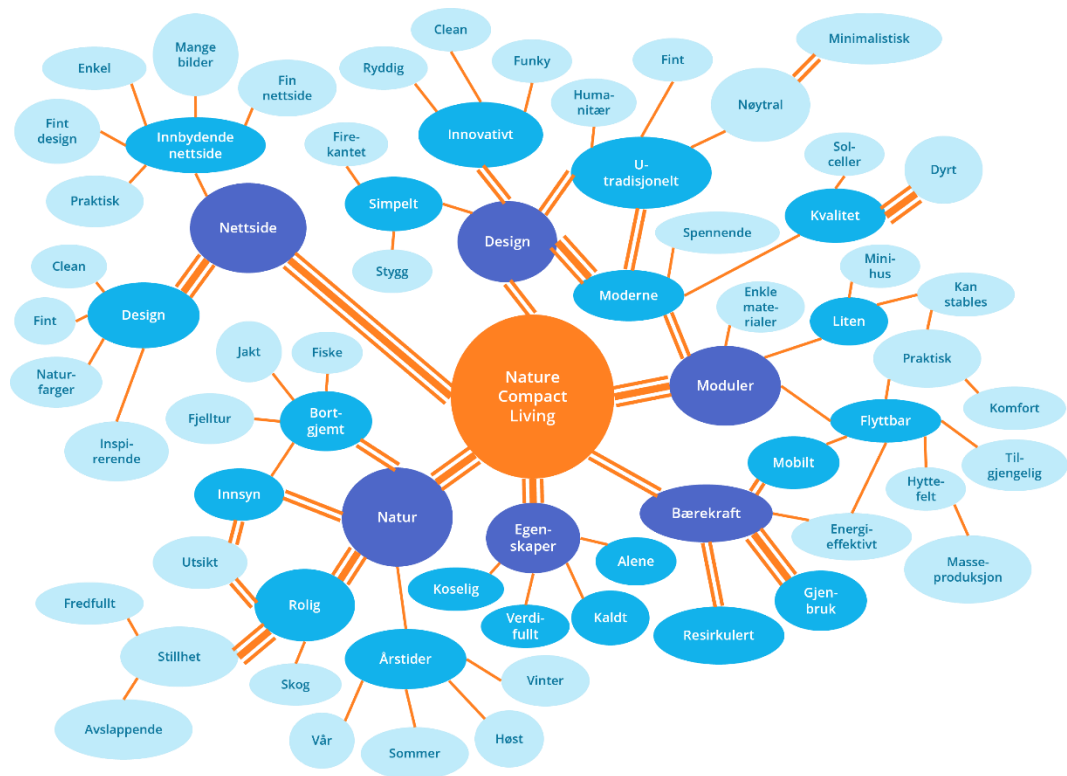 Mange
bilder
Enkel
Fin
nettside
Fint
design
Innbydende
nettside
Praktisk
Nettside
Clean
Design
Fint
Natur-
farger
Inspi-
rerende
Clean
Ryddig
Funky
Innovativt
Fire-
kantet
Simpelt
Stygg
Design
Huma-
nitær
Fint
Minimalistisk
Nøytral
U-
tradisjonelt
Sol-
celler
Dyrt
Kvalitet
Spennende
Moderne
Mini-
hus
Kan
stables
Enkle
mate-
rialer
Liten
Nature
Compact
Living
Moduler
Praktisk
Komfort
Flyttbar
Mobilt
Til-
gjengelig
Hytte-
felt
Energi-
effektivt
Masse-
produksjon
Bærekraft
Gjen-
bruk
Resirkulert
Egen-
skaper
Alene
Koselig
Verdi-
fullt
Kaldt
Jakt
Fiske
Fjelltur
Bort-
gjemt
Innsyn
Natur
Utsikt
Rolig
Fredfullt
Stillhet
Skog
Avslappende
Årstider
Vinter
Vår
Sommer
Høst